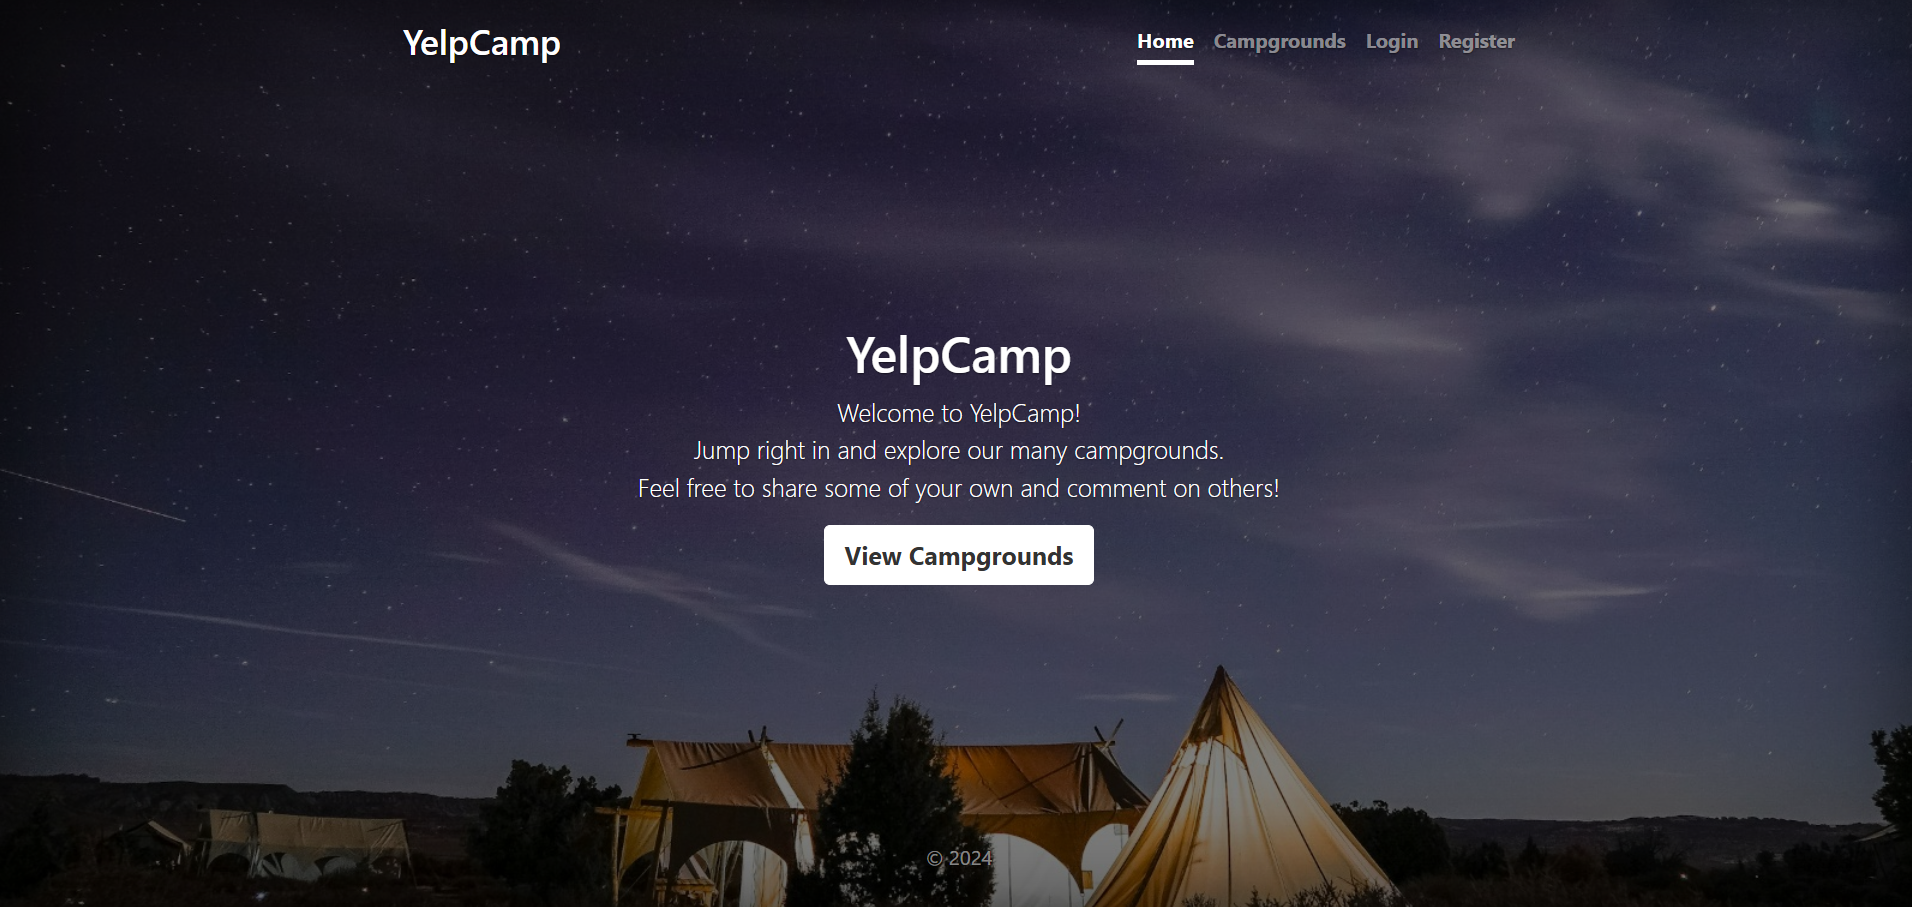 YelpCamp
Home Campgrounds Login Register
YelpCamp
Welcome to YelpCamp!
Jump right in and explore our many campgrounds.
Feel free to share some of your own and comment on others!
View Campgrounds
© 2024